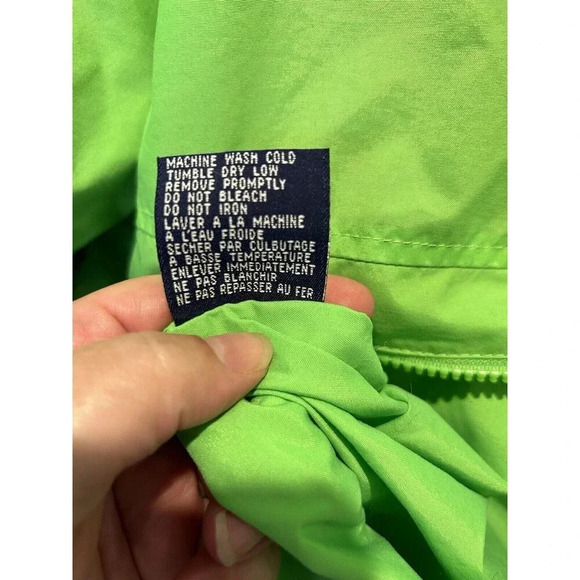 MACHINE WASH COLD
TUMBLE DRY LOW
REMOVE PROMPTLY
DO NOT BLEACH
DO NOT IRON
LAVER A LA MACHINE
A L'EAU FROIDE
SECHER PAR CULBUTAGE
A BASSE TEMPERATURE
ENLEVER IMMEDIATEMENT
NE PAS BLANCHIR
NE PAS REPASSER AU FER